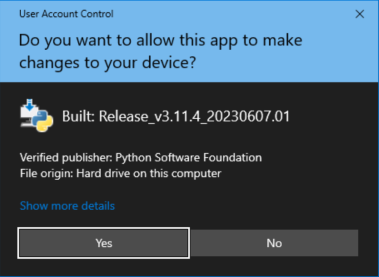 User Account Control
Do you want to allow this app to make
changes to your device?
Built: Release_v3.11.4_20230607.01
Verified publisher: Python Software Foundation
File origin: Hard drive on this computer
Show more details
Yes
No